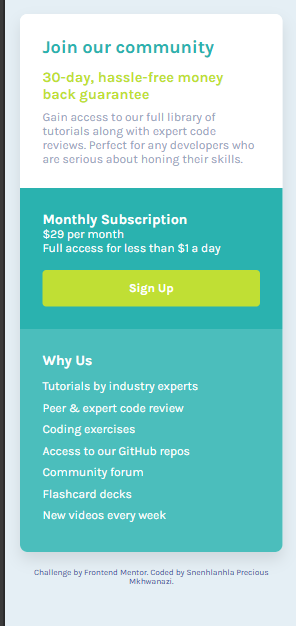 Join our community
30-day, hassle-free money
back guarantee
Gain access to our full library of
tutorials along with expert code
reviews. Perfect for any developers who
are serious about honing their skills.
Monthly Subscription
$29 per month
Full access for less than $1 a day
Sign Up
Why Us
Tutorials by industry experts
Peer & expert code review
Coding exercises
Access to our GitHub repos
Community forum
Flashcard decks
New videos every week
Challenge by Frontend Mentor. Coded by Snenhlanhla Precious
Mkhwanazi.